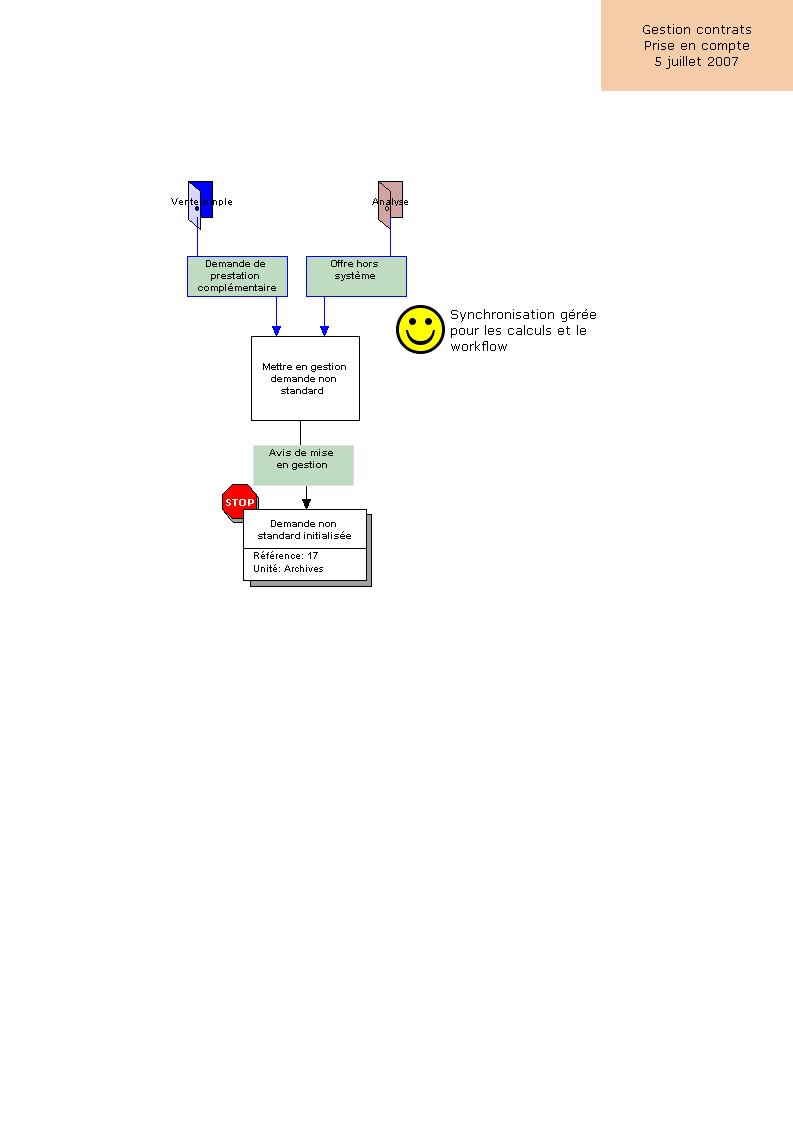 Gestion contrats
Prise en compte
5 juillet 2007
Vente simple
Analyse
Demande de
prestation
complémentaire
Offre hors
système
Synchronisation gérée
pour les calculs et le
workflow
Mettre en gestion
demande non
standard
Avis de mise
en gestion
STOP
Demande non
standard initialisée
Référence: 17
Unité: Archives